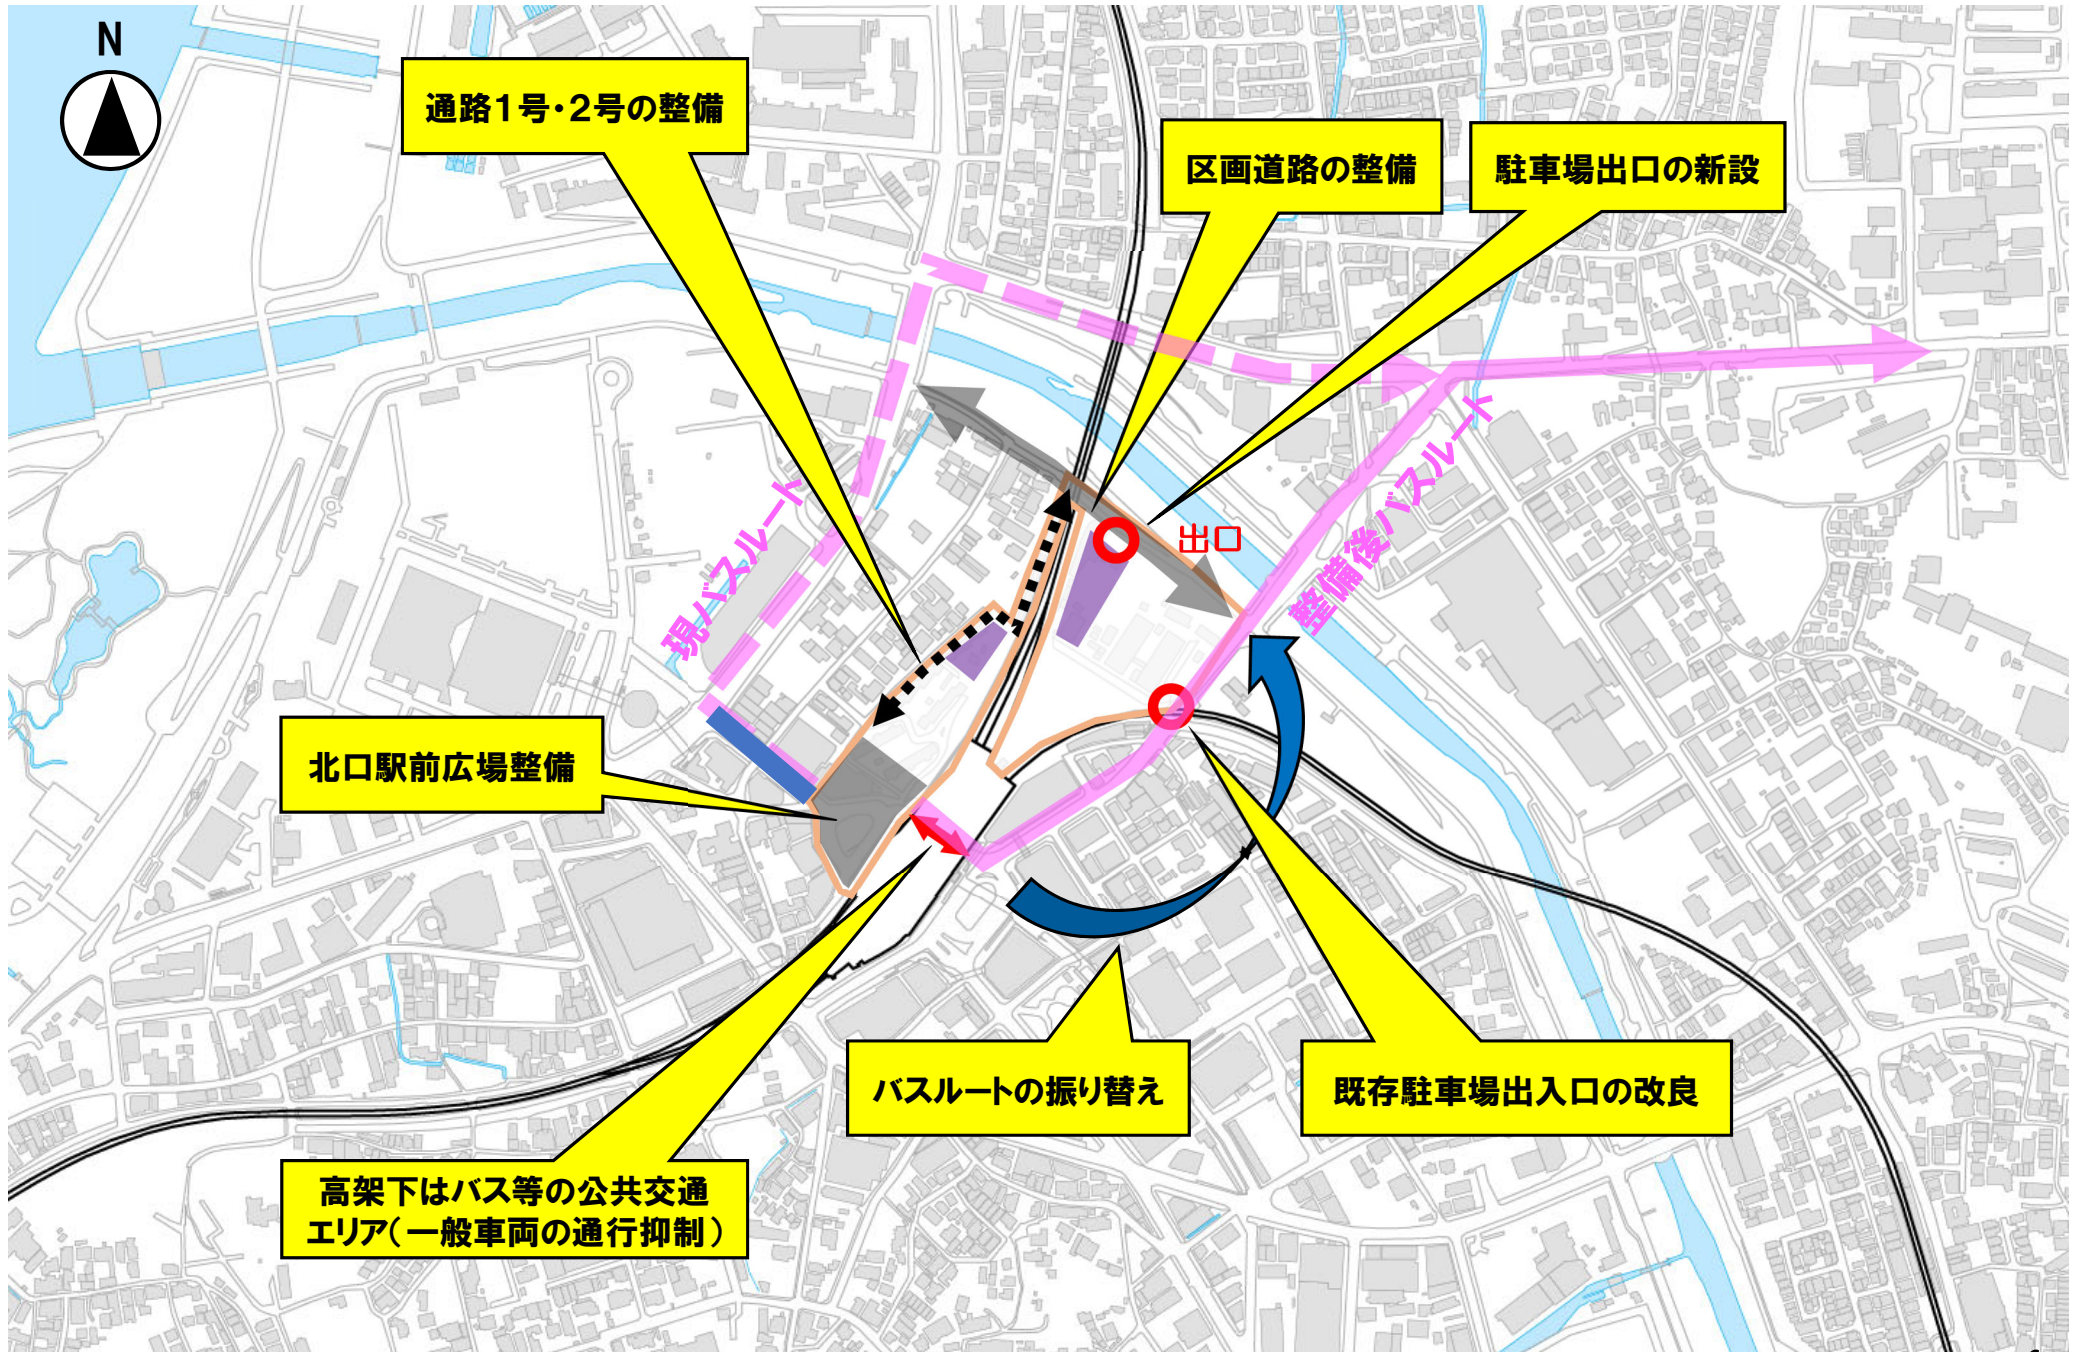 N
通路1号・2号の整備
区画道路の整備
駐車場出口の新設
出口
現バスルート
整備後バスルート
北口駅前広場整備
バスルートの振り替え
既存駐車場出入口の改良
高架下はバス等の公共交通
エリア(一般車両の通行抑制)